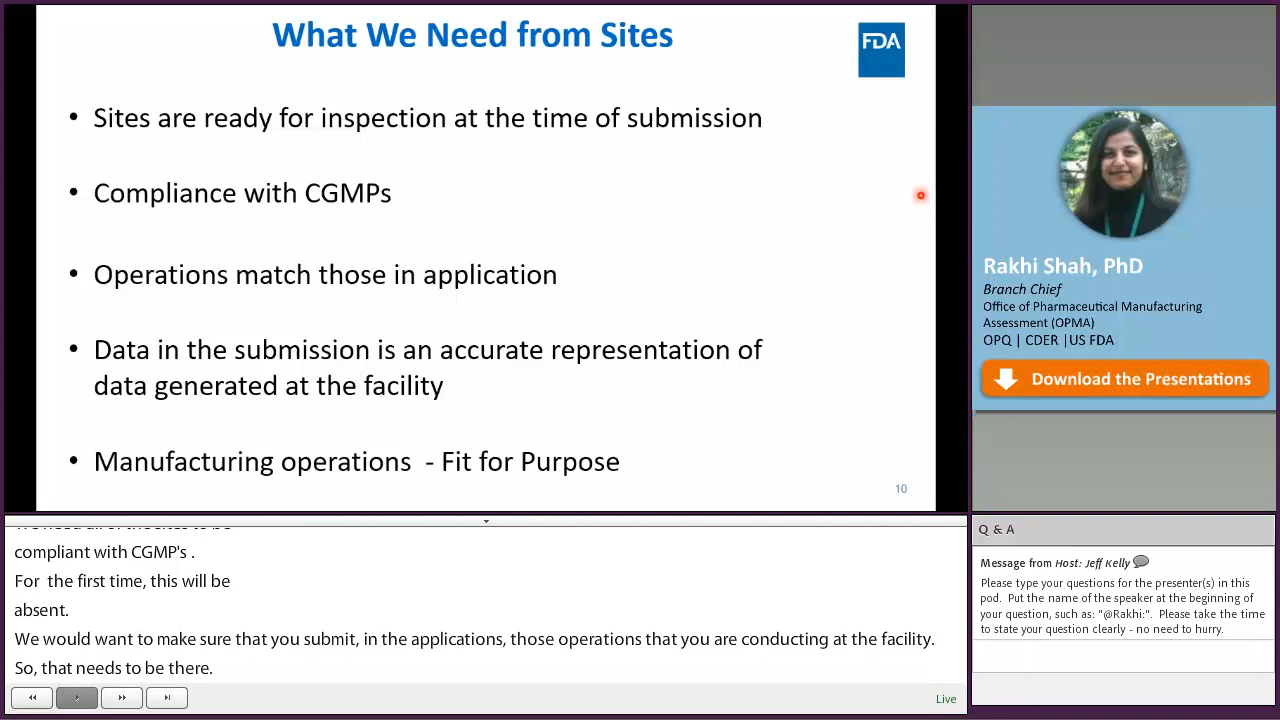 What We Need from Sites
FDA
• Sites are ready for inspection at the time of submission
• Compliance with CGMPs
• Operations match those in application
• Data in the submission is an accurate representation of
data generated at the facility
• Manufacturing operations - Fit for Purpose
10
Rakhi Shah, PhD
Branch Chief
Office of Pharmaceutical Manufacturing
Assessment (OPMA)
OPQ | CDER |US FDA
Download the Presentations
compliant with CGMP's .
For the first time, this will be
absent.
We would want to make sure that you submit, in the applications, those operations that you are conducting at the facility.
So, that needs to be there.
Live
Q & A
Message from Host: Jeff Kelly
Please type your questions for the presenter(s) in this
pod. Put the name of the speaker at the beginning of
your question, such as: "@Rakhi:". Please take the time
to state your question clearly - no need to hurry.